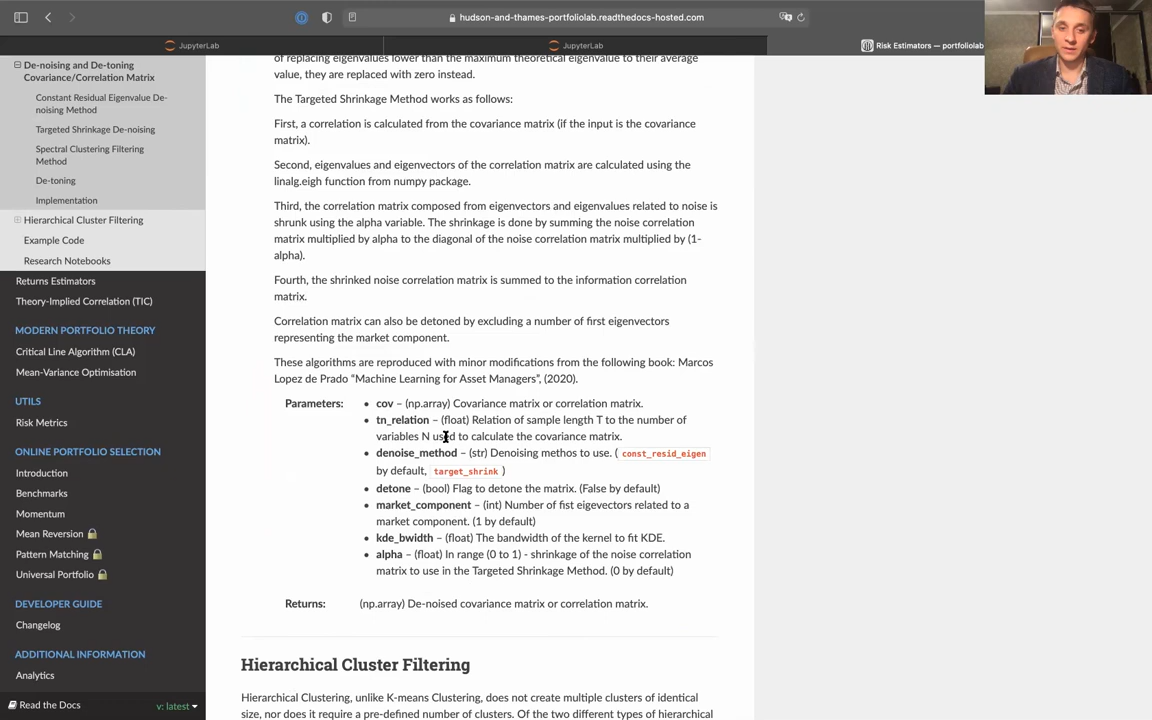 hudson-and-thames-portfoliolab.readthedocs-hosted.com
JupyterLab
JupyterLab
Risk Estimators — portfoliolab
De-noising and De-toning
Covariance/Correlation Matrix
Constant Residual Eigenvalue De-
noising Method
Targeted Shrinkage De-noising
Spectral Clustering Filtering
Method
De-toning
Implementation
Hierarchical Cluster Filtering
Example Code
Research Notebooks
Returns Estimators
Theory-Implied Correlation (TIC)
MODERN PORTFOLIO THEORY
Critical Line Algorithm (CLA)
Mean-Variance Optimisation
UTILS
Risk Metrics
ONLINE PORTFOLIO SELECTION
Introduction
Benchmarks
Momentum
Mean Reversion
Pattern Matching
Universal Portfolio
DEVELOPER GUIDE
Changelog
ADDITIONAL INFORMATION
Analytics
Read the Docs
v: latest
of replacing eigenvalues lower than the maximum theoretical eigenvalue to their average
value, they are replaced with zero instead.
The Targeted Shrinkage Method works as follows:
First, a correlation is calculated from the covariance matrix (if the input is the covariance
matrix).
Second, eigenvalues and eigenvectors of the correlation matrix are calculated using the
linalg.eigh function from numpy package.
Third, the correlation matrix composed from eigenvectors and eigenvalues related to noise is
shrunk using the alpha variable. The shrinkage is done by summing the noise correlation
matrix multiplied by alpha to the diagonal of the noise correlation matrix multiplied by (1-
alpha).
Fourth, the shrinked noise correlation matrix is summed to the information correlation
matrix.
Correlation matrix can also be detoned by excluding a number of first eigenvectors
representing the market component.
These algorithms are reproduced with minor modifications from the following book: Marcos
Lopez de Prado “Machine Learning for Asset Managers”, (2020).
Parameters:
• cov – (np.array) Covariance matrix or correlation matrix.
• tn_relation – (float) Relation of sample length T to the number of
variables N used to calculate the covariance matrix.
• denoise_method – (str) Denoising methos to use. ( const_resid_eigen
by default, target_shrink )
• detone – (bool) Flag to detone the matrix. (False by default)
• market_component – (int) Number of fist eigevectors related to a
market component. (1 by default)
• kde_bwidth – (float) The bandwidth of the kernel to fit KDE.
• alpha – (float) In range (0 to 1) - shrinkage of the noise correlation
matrix to use in the Targeted Shrinkage Method. (0 by default)
Returns: (np.array) De-noised covariance matrix or correlation matrix.
Hierarchical Cluster Filtering
Hierarchical Clustering, unlike K-means Clustering, does not create multiple clusters of identical
size, nor does it require a pre-defined number of clusters. Of the two different types of hierarchical